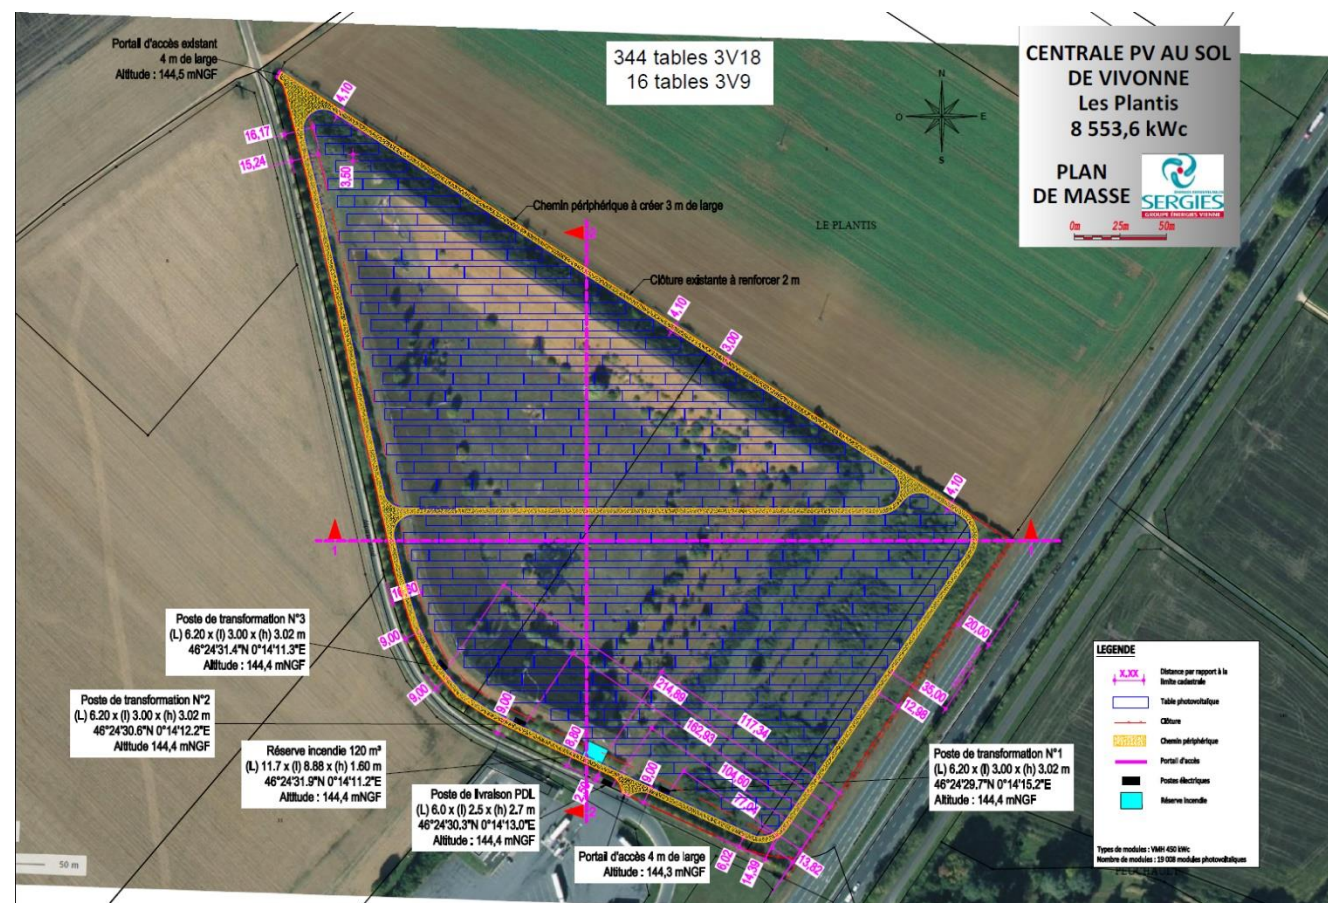 Portail d'accès existant
4 m de large
Altitude : 144,5 mNGF
344 tables 3V18
16 tables 3V9
CENTRALE PV AU SOL
DE VIVONNE
Les Plantis
8 553,6 kWc
PLAN
DE MASSE
SERGIES
GROUPE ÉNERGIES VIENNE
0m 25m 50m
N
O
E
S
4,10
16,17
15,24
3,50
Chemin périphérique à créer 3 m de large
LE PLANTIS
Clôture existante à renforcer 2 m
4,10
3,00
4,10
1
9,00
9,00
9,00
8,80
2,50
9,00
214,89
162,93
117,34
104,60
77,04
20,00
35,00
12,98
6,02
14,39
13,82
Poste de transformation N°3
(L) 6.20 x (l) 3.00 x (h) 3.02 m
46°24'31.4"N 0°14'11.3"E
Altitude : 144,4 mNGF
Poste de transformation N°2
(L) 6.20 x (l) 3.00 x (h) 3.02 m
46°24'30.6"N 0°14'12.2"E
Altitude 144,4 mNGF
Réserve incendie 120 m³
(L) 11.7 x (l) 8.88 x (h) 1.60 m
46°24'31.9"N 0°14'11.2"E
Altitude : 144,4 mNGF
Poste de livraison PDL
(L) 6.0 x (l) 2.5 x (h) 2.7 m
46°24'30.3"N 0°14'13.0"E
Altitude : 144,4 mNGF
Portail d'accès 4 m de large
Altitude : 144,3 mNGF
Poste de transformation N°1
(L) 6.20 x (l) 3.00 x (h) 3.02 m
46°24'29.7"N 0°14'15.2"E
Altitude : 144,4 mNGF
LEGENDE
X,XX
Distance par rapport à la
limite cadastrale
Table photovoltaïque
Clôture
Chemin périphérique
Portail d'accès
Postes électriques
Réserve incendie
Types de modules : VMH 450 kWc
Nombre de modules : 19 008 modules photovoltaïques
50 m